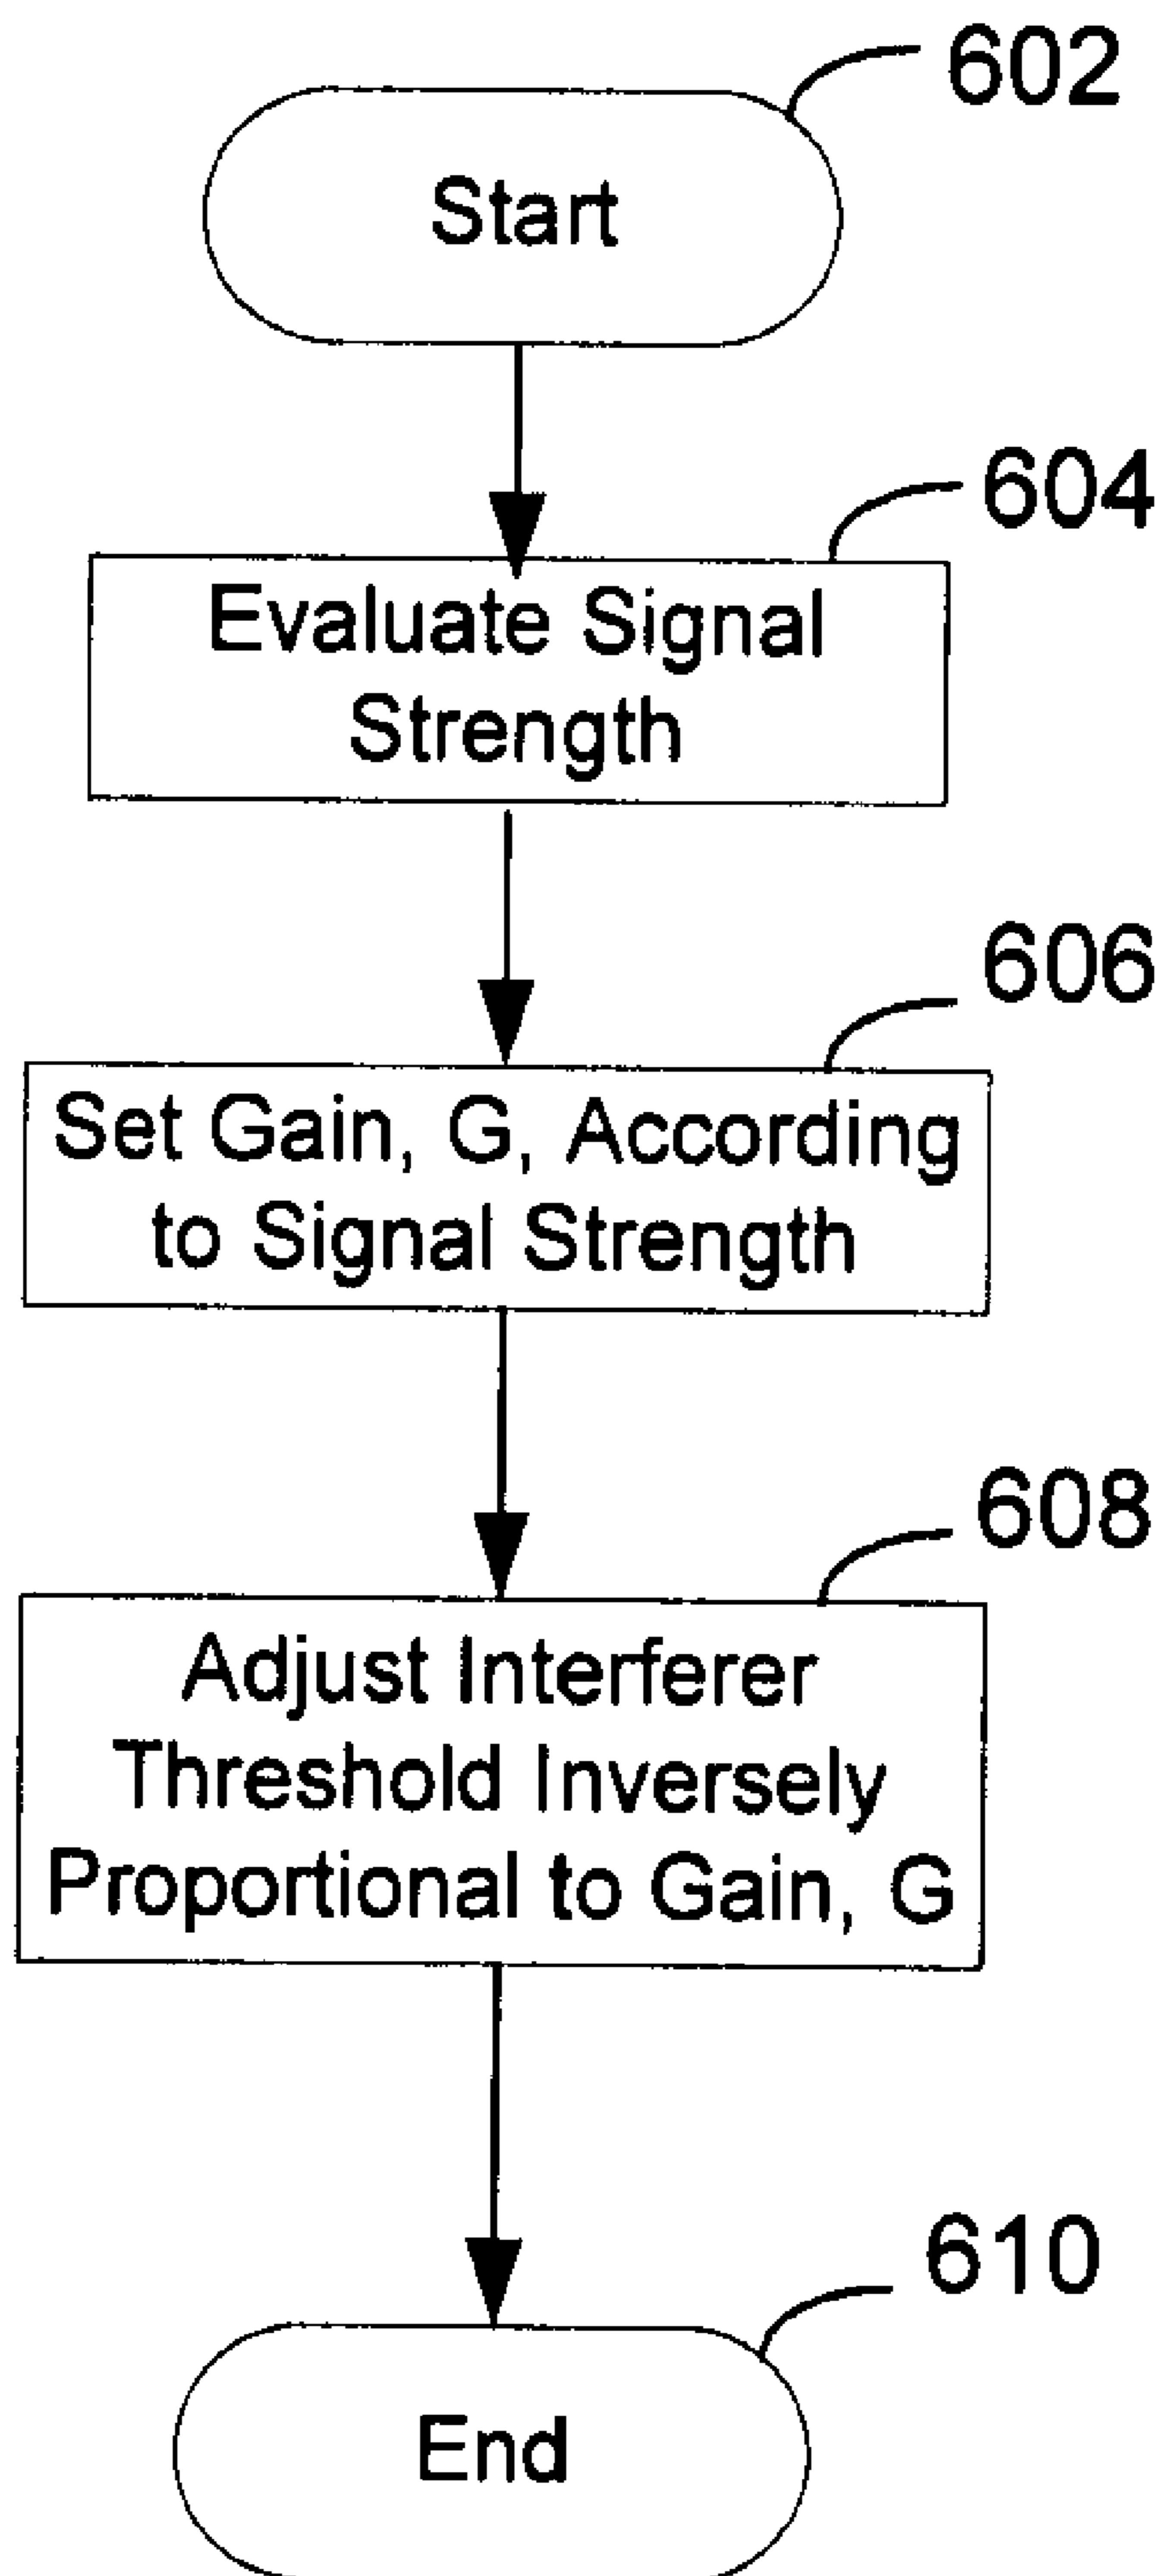 602
Start
604
Evaluate Signal
Strength
606
Set Gain, G, According
to Signal Strength
608
Adjust Interferer
Threshold Inversely
Proportional to Gain, G
610
End